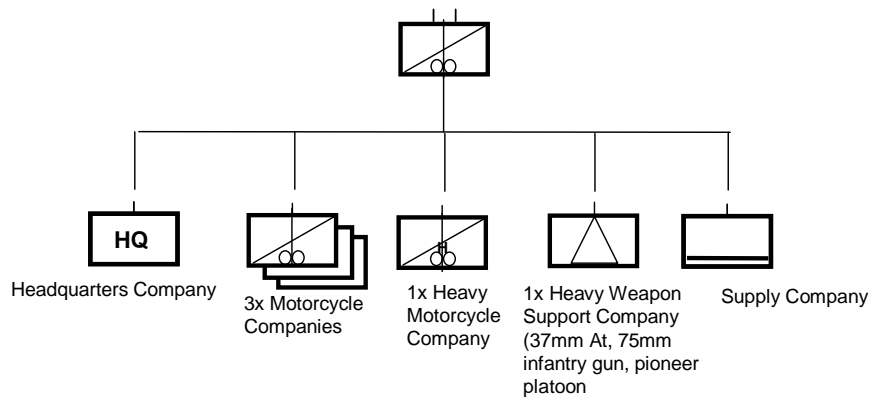 HQ
H
Headquarters Company
3x Motorcycle
Companies
1x Heavy
Motorcycle
Company
1x Heavy Weapon
Support Company
(37mm At, 75mm
infantry gun, pioneer
platoon
Supply Company